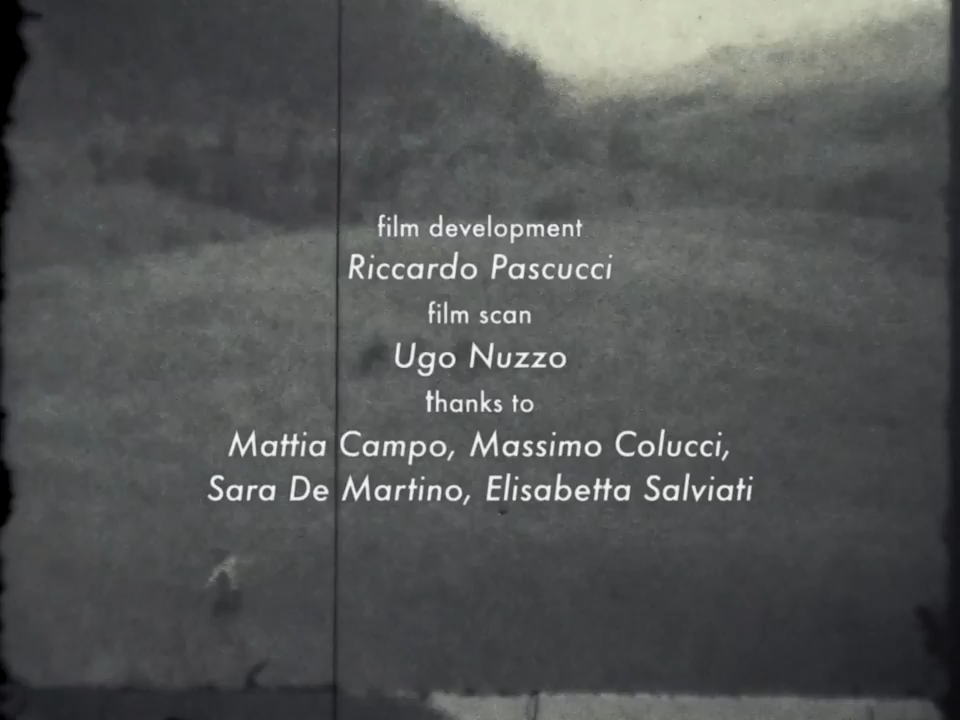 film development
Riccardo Pascucci
film scan
Ugo Nuzzo
thanks to
Mattia Campo, Massimo Colucci,
Sara De Martino, Elisabetta Salviati